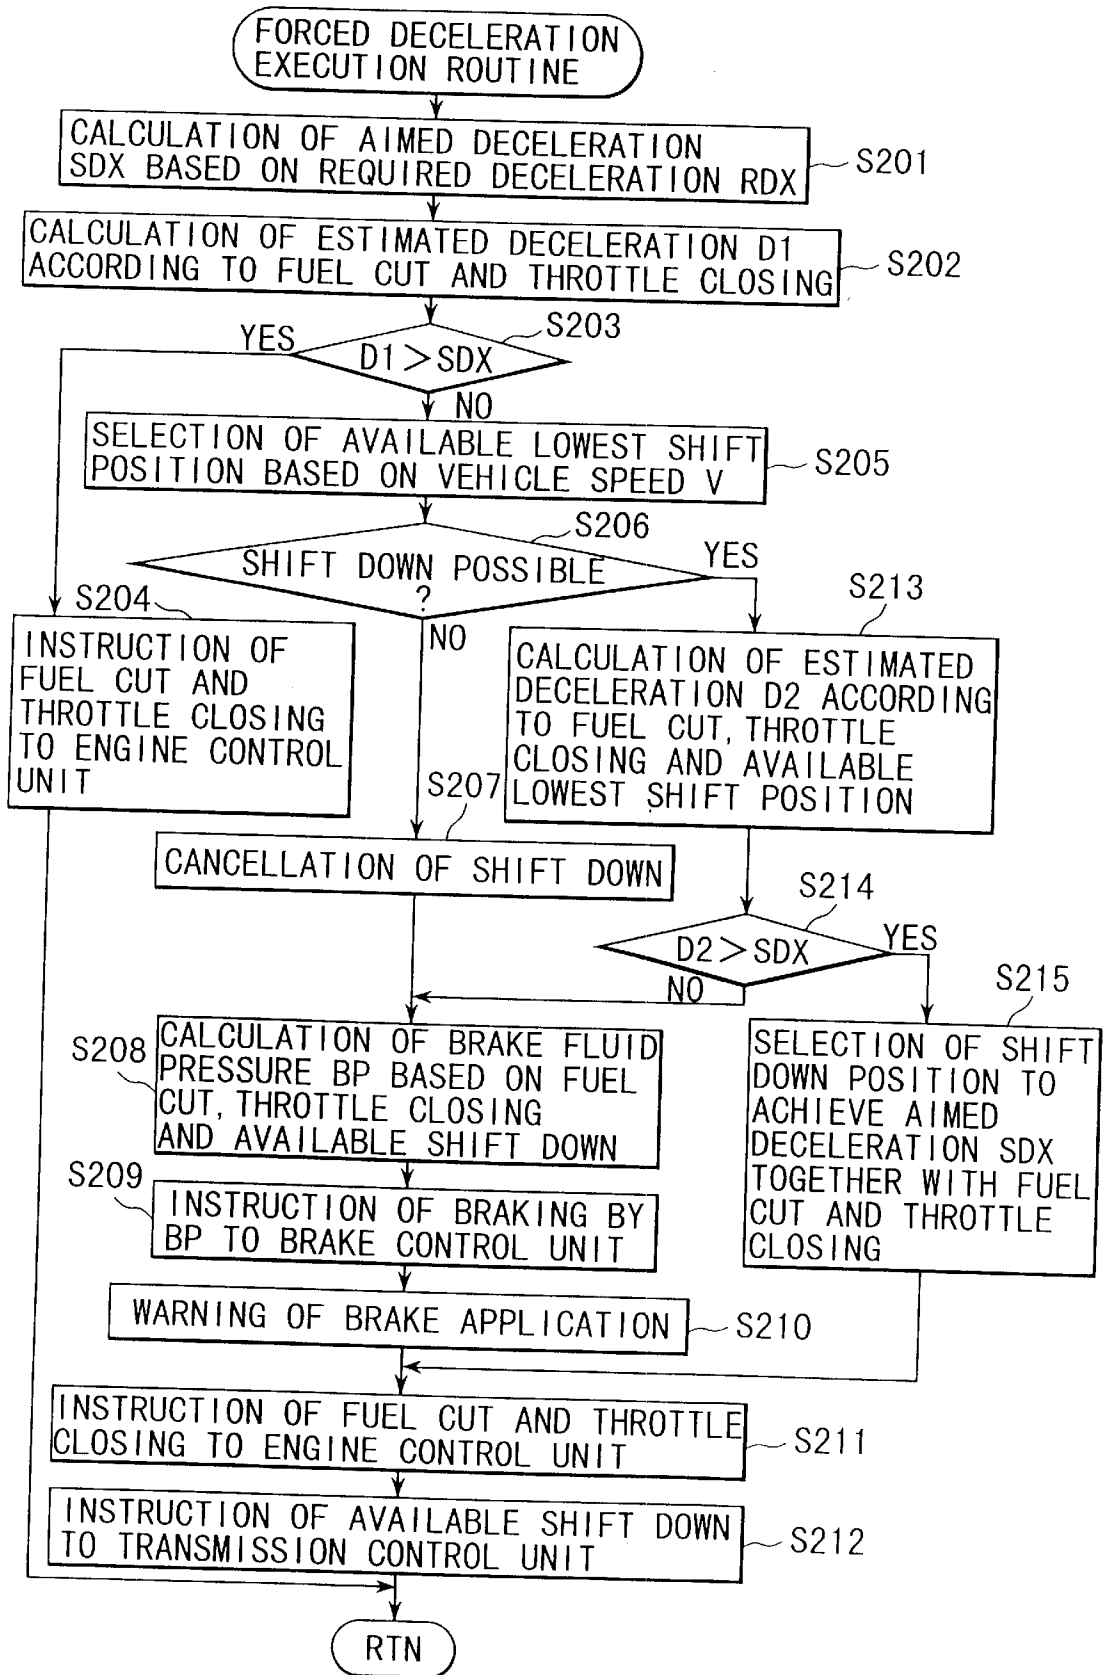 FORCED DECELERATION
EXECUTION ROUTINE
CALCULATION OF AIMED DECELERATION
SDX BASED ON REQUIRED DECELERATION RDX
S201
CALCULATION OF ESTIMATED DECELERATION D1
ACCORDING TO FUEL CUT AND THROTTLE CLOSING
S202
S203
YES
D1 > SDX
NO
SELECTION OF AVAILABLE LOWEST SHIFT
POSITION BASED ON VEHICLE SPEED V
S205
S206
SHIFT DOWN POSSIBLE
?
YES
NO
S204
INSTRUCTION OF
FUEL CUT AND
THROTTLE CLOSING
TO ENGINE CONTROL
UNIT
S213
CALCULATION OF ESTIMATED
DECELERATION D2 ACCORDING
TO FUEL CUT, THROTTLE
CLOSING AND AVAILABLE
LOWEST SHIFT POSITION
S207
CANCELLATION OF SHIFT DOWN
S214
D2 > SDX
YES
NO
S215
SELECTION OF SHIFT
DOWN POSITION TO
ACHIEVE AIMED
DECELERATION SDX
TOGETHER WITH FUEL
CUT AND THROTTLE
CLOSING
S208
CALCULATION OF BRAKE FLUID
PRESSURE BP BASED ON FUEL
CUT, THROTTLE CLOSING
AND AVAILABLE SHIFT DOWN
S209
INSTRUCTION OF BRAKING BY
BP TO BRAKE CONTROL UNIT
WARNING OF BRAKE APPLICATION
S210
INSTRUCTION OF FUEL CUT AND THROTTLE
CLOSING TO ENGINE CONTROL UNIT
S211
INSTRUCTION OF AVAILABLE SHIFT DOWN
TO TRANSMISSION CONTROL UNIT
S212
RTN